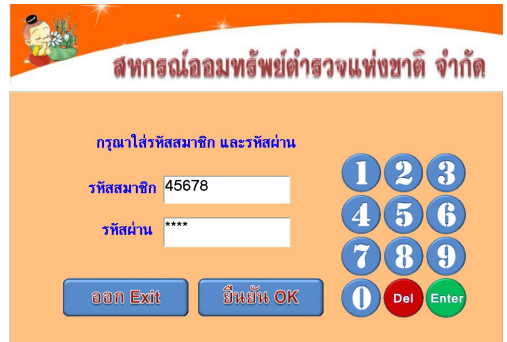 สหกรณ์ออมทรัพย์ตำรวจแห่งชาติ จำกัด
กรุณาใส่รหัสสมาชิก และรหัสผ่าน
รหัสสมาชิก 45678
รหัสผ่าน ****
1 2 3
4 5 6
7 8 9
ออก Exit ยืนยัน OK 0 Del Enter